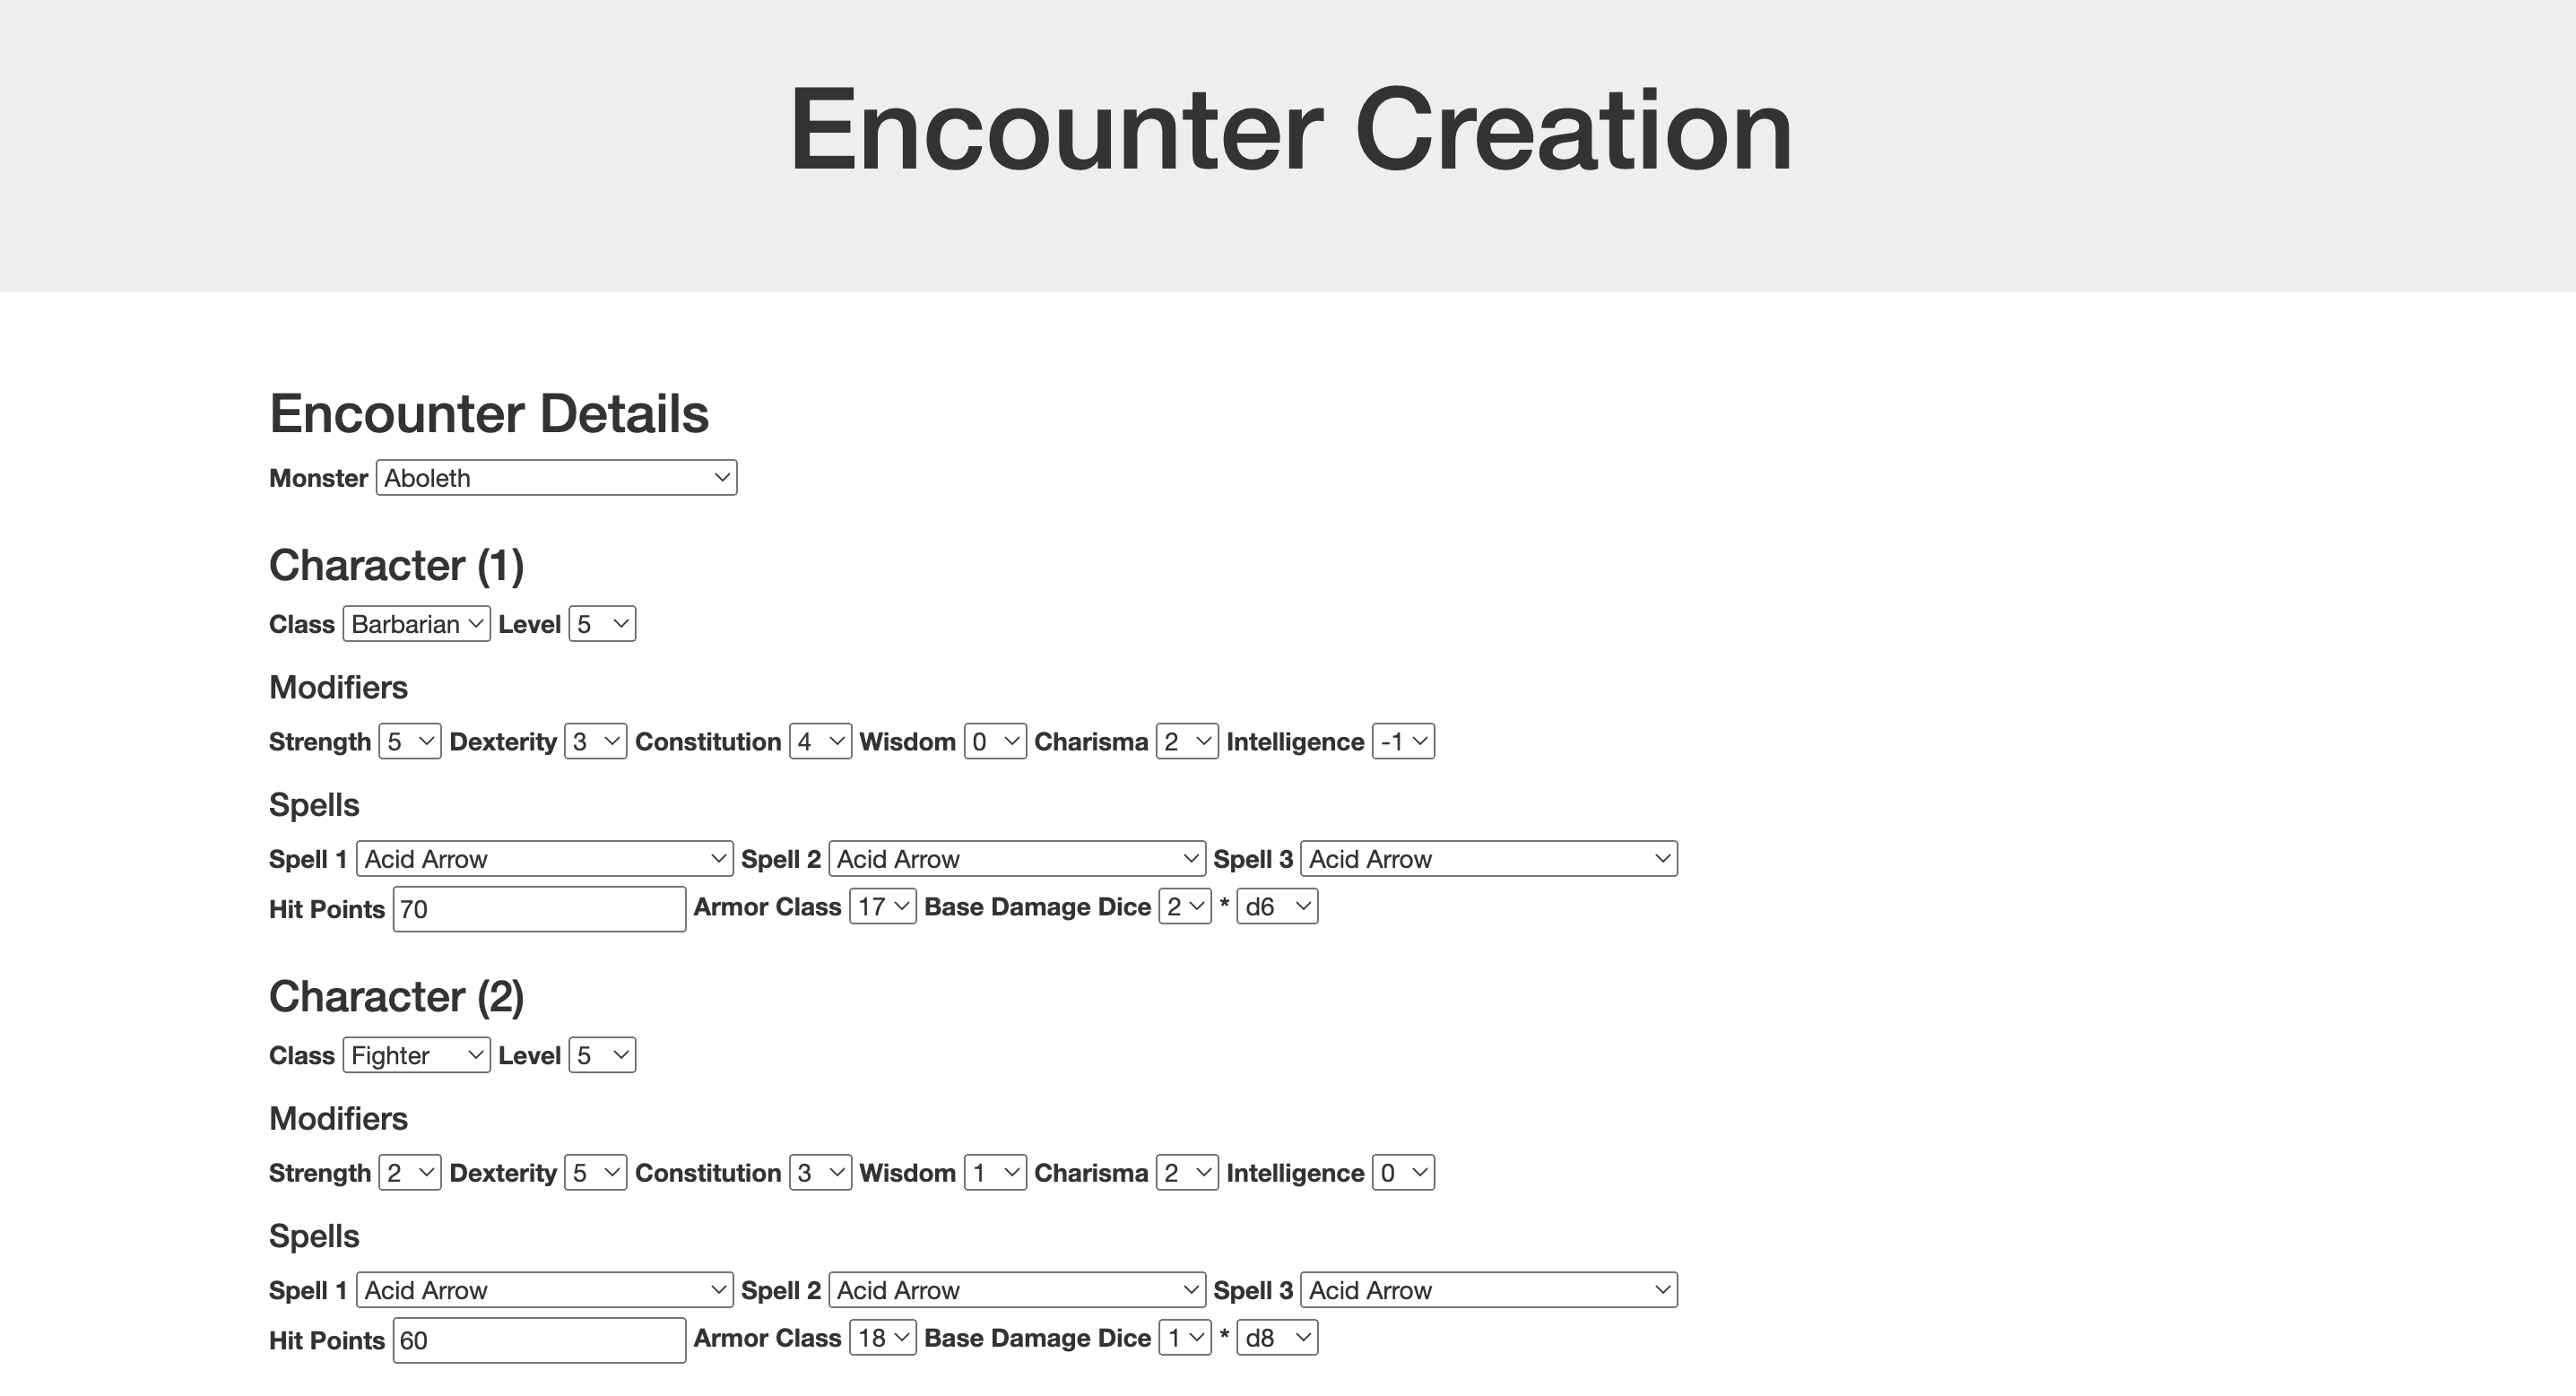 Encounter Creation
Encounter Details
Monster Aboleth
Character (1)
Class Barbarian Level 5
Modifiers
Strength 5 Dexterity 3 Constitution 4 Wisdom 0 Charisma 2 Intelligence -1
Spells
Spell 1 Acid Arrow Spell 2 Acid Arrow Spell 3 Acid Arrow
Hit Points 70 Armor Class 17 Base Damage Dice 2 * d6
Character (2)
Class Fighter Level 5
Modifiers
Strength 2 Dexterity 5 Constitution 3 Wisdom 1 Charisma 2 Intelligence 0
Spells
Spell 1 Acid Arrow Spell 2 Acid Arrow Spell 3 Acid Arrow
Hit Points 60 Armor Class 18 Base Damage Dice 1 * d8